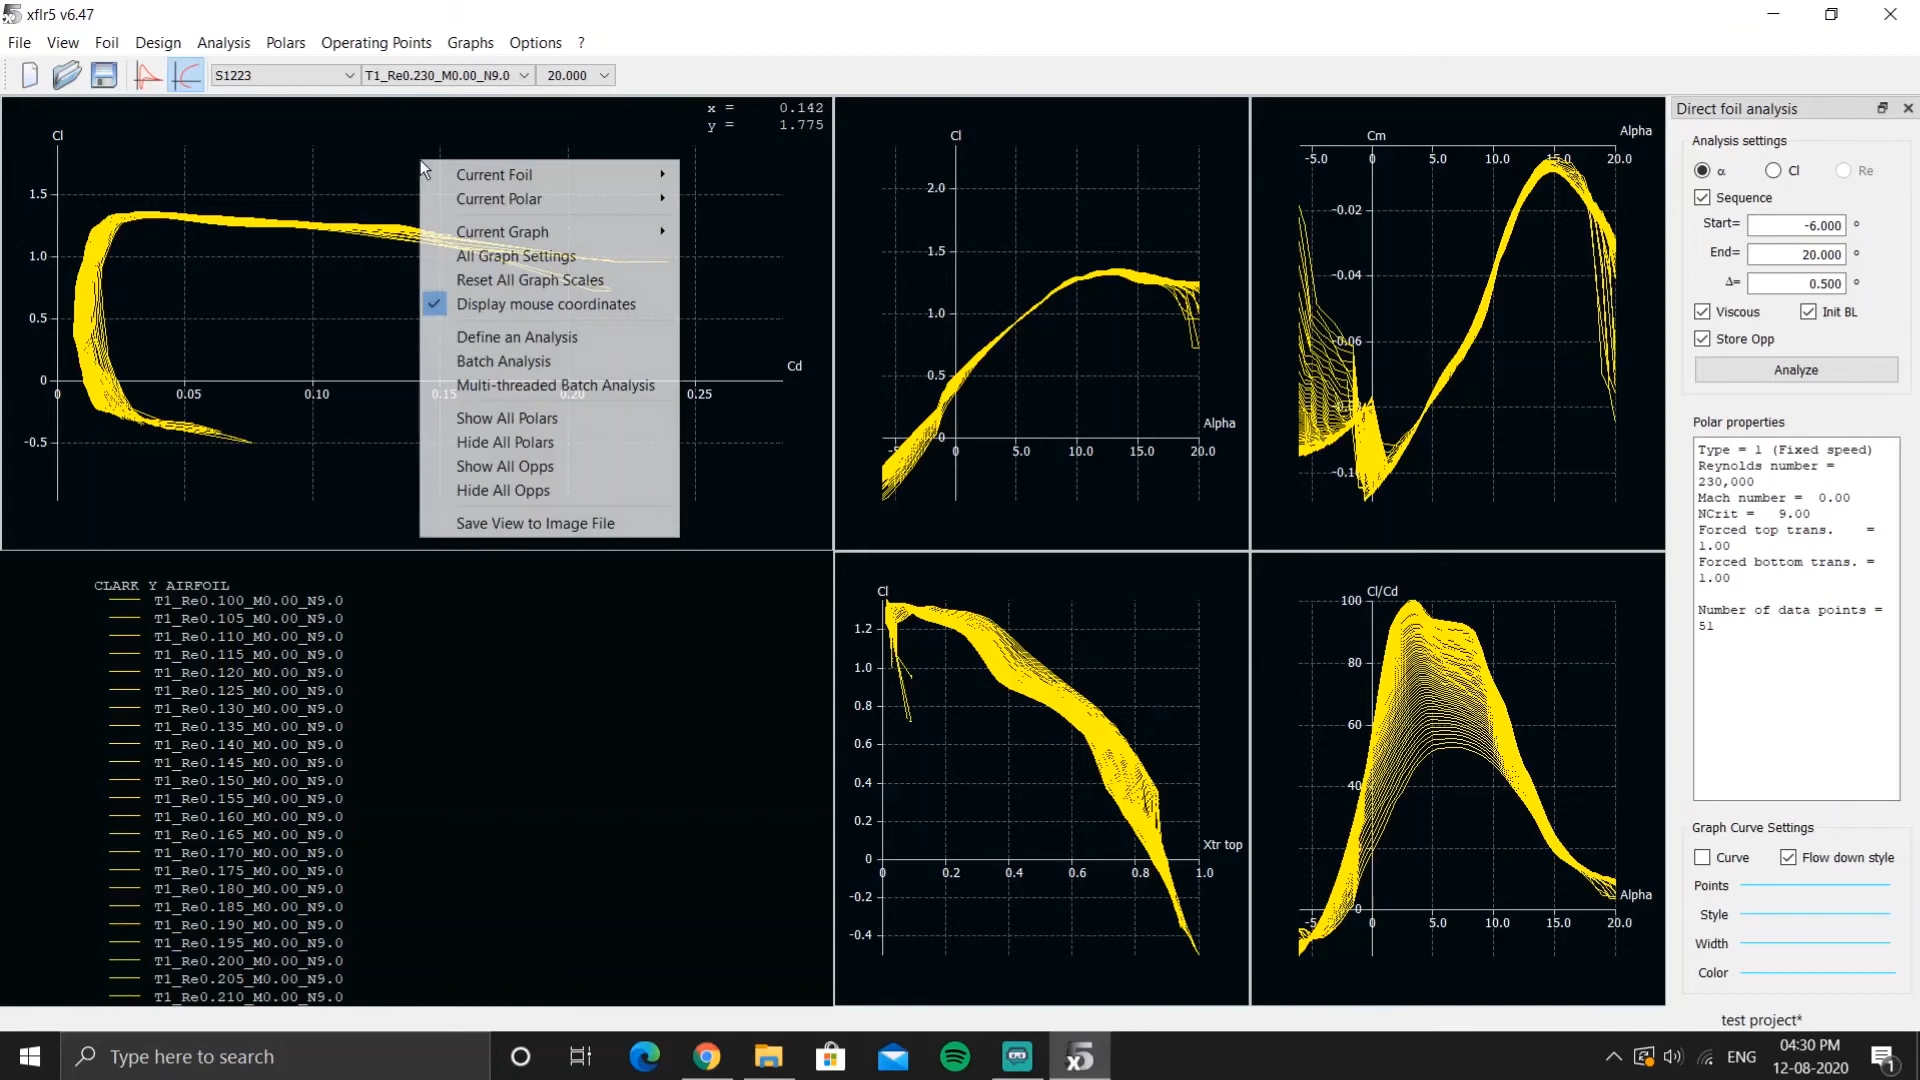 xflr5 v6.47
File View Foil Design Analysis Polars Operating Points Graphs Options ?
S1223 T1_Re0.230_M0.00_N9.0 20.000
x = 0.142
y = 1.775
Cl
1.5
1.0
0.5
0
-0.5
0 0.05 0.10 0.15 0.20 0.25
Cd
Current Foil
Current Polar
Current Graph
All Graph Settings
Reset All Graph Scales
Display mouse coordinates
Define an Analysis
Batch Analysis
Multi-threaded Batch Analysis
Show All Polars
Hide All Polars
Show All Opps
Hide All Opps
Save View to Image File
Cl
2.0
1.5
1.0
0.5
0
Alpha
0 5.0 10.0 15.0 20.0
Cm
Alpha
-5.0 0 5.0 10.0 15.0 20.0
-0.02
-0.04
-0.06
CLARK Y AIRFOIL
T1_Re0.100_M0.00_N9.0
T1_Re0.105_M0.00_N9.0
T1_Re0.110_M0.00_N9.0
T1_Re0.115_M0.00_N9.0
T1_Re0.120_M0.00_N9.0
T1_Re0.125_M0.00_N9.0
T1_Re0.130_M0.00_N9.0
T1_Re0.135_M0.00_N9.0
T1_Re0.140_M0.00_N9.0
T1_Re0.145_M0.00_N9.0
T1_Re0.150_M0.00_N9.0
T1_Re0.155_M0.00_N9.0
T1_Re0.160_M0.00_N9.0
T1_Re0.165_M0.00_N9.0
T1_Re0.170_M0.00_N9.0
T1_Re0.175_M0.00_N9.0
T1_Re0.180_M0.00_N9.0
T1_Re0.185_M0.00_N9.0
T1_Re0.190_M0.00_N9.0
T1_Re0.195_M0.00_N9.0
T1_Re0.200_M0.00_N9.0
T1_Re0.205_M0.00_N9.0
T1_Re0.210_M0.00_N9.0
Cl
1.2
1.0
0.8
0.6
0.4
0.2
0
-0.2
-0.4
Xtr top
0 0.2 0.4 0.6 0.8 1.0
Cl/Cd
100
80
60
40
0
Alpha
-5 0 5.0 10.0 15.0 20.0
Direct foil analysis
Analysis settings
α Cl Re
Sequence
Start= -6.000 °
End= 20.000 °
Δ= 0.500 °
Viscous Init BL
Store Opp
Analyze
Polar properties
Type = 1 (Fixed speed)
Reynolds number =
230,000
Mach number = 0.00
NCrit = 9.00
Forced top trans. =
1.00
Forced bottom trans. =
1.00
Number of data points =
51
Graph Curve Settings
Curve Flow down style
Points
Style
Width
Color
test project*
Type here to search
ENG
04:30 PM
12-08-2020
1